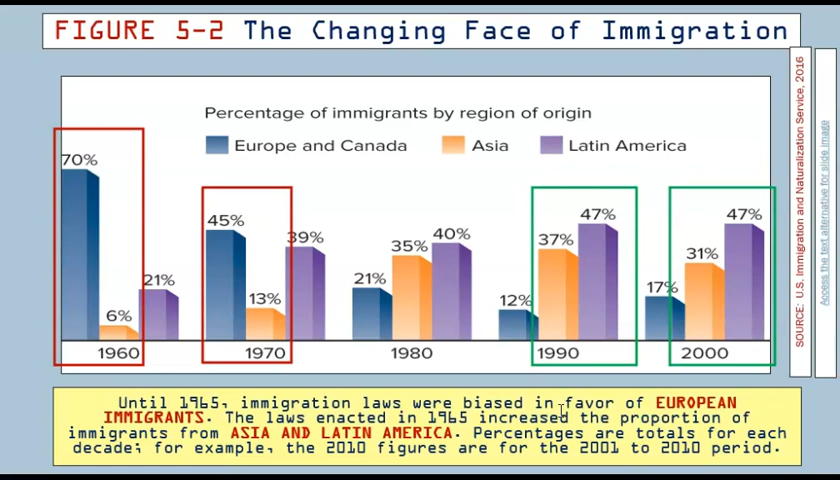 FIGURE 5-2 The Changing Face of Immigration
Percentage of immigrants by region of origin
Europe and Canada
Asia
Latin America
70%
6%
21%
1960
45%
13%
39%
1970
21%
35%
40%
1980
12%
37%
47%
1990
17%
31%
47%
2000
SOURCE: U.S. Immigration and Naturalization Service, 2016
Access the text alternative for slide image
Until 1965, immigration laws were biased in favor of EUROPEAN
IMMIGRANTS. The laws enacted in 1965 increased the proportion of
immigrants from ASIA AND LATIN AMERICA. Percentages are totals for each
decade; for example, the 2010 figures are for the 2001 to 2010 period.